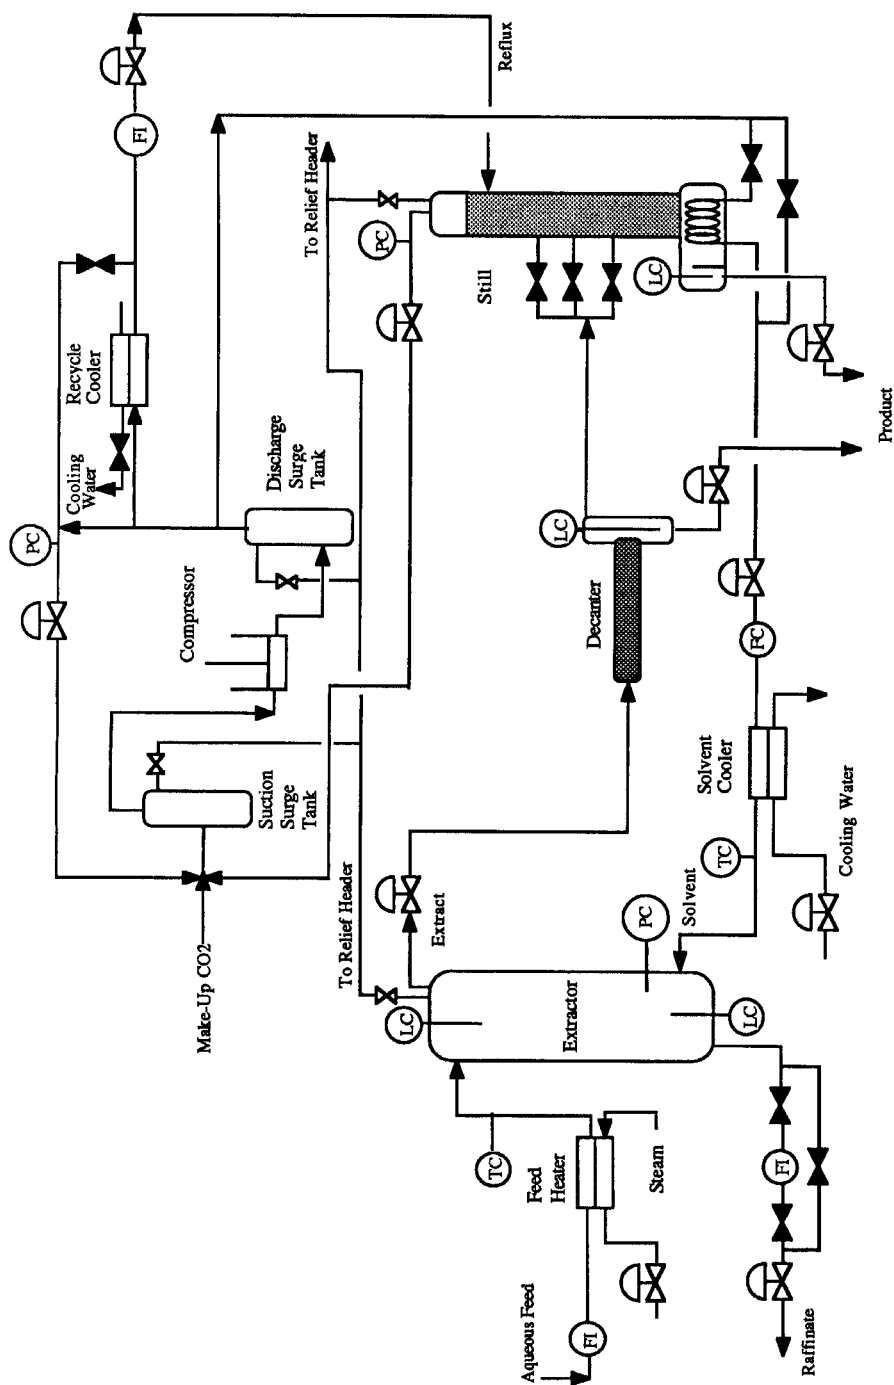 Reflux
FI
To Relief Header
PC
Still
LC
Recycle
Cooler
Cooling
Water
PC
Discharge
Surge
Tank
Compressor
Suction
Surge
Tank
Make-Up CO2
To Relief Header
Extract
LC
Extractor
PC
LC
Solvent
TC
Solvent
Cooler
Cooling Water
FC
Decanter
LC
Product
TC
Feed
Heater
Steam
Aqueous Feed
FI
FI
Raffinate